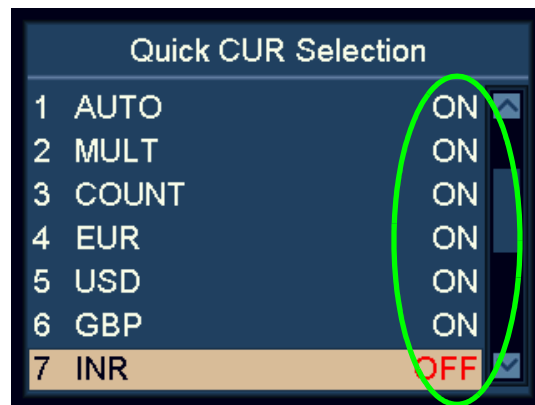 Quick CUR Selection
1 AUTO ON
2 MULT ON
3 COUNT ON
4 EUR ON
5 USD ON
6 GBP ON
7 INR OFF